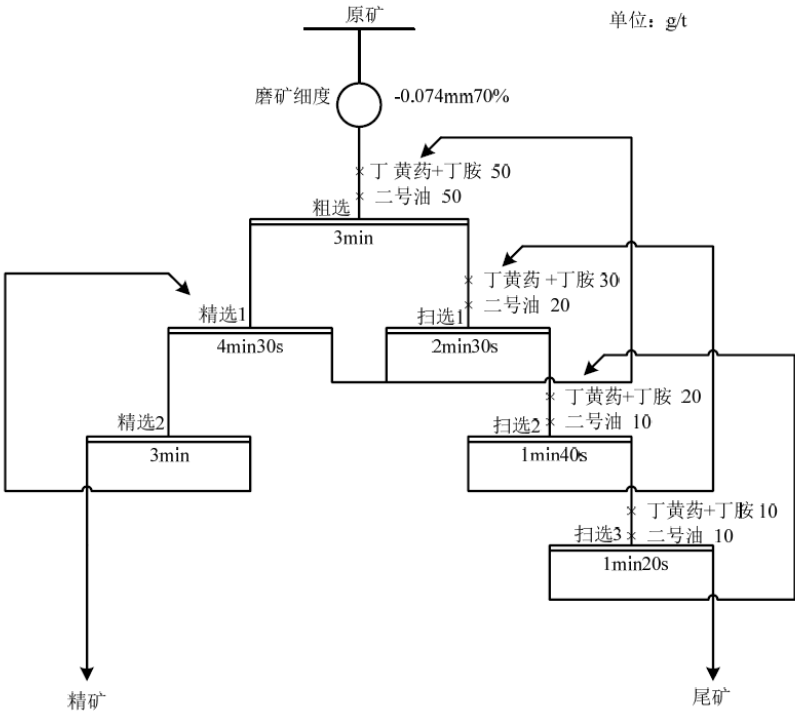 原矿
单位：g/t
磨矿细度
-0.074mm70%
丁 黄药+丁胺 50
二号油 50
粗选
3min
丁黄药 +丁胺 30
二号油 20
精选1
扫选1
4min30s
2min30s
丁黄药+丁胺 20
二号油 10
精选2
扫选2
3min
1min40s
丁黄药+丁胺 10
扫选3
二号油 10
1min20s
精矿
尾矿